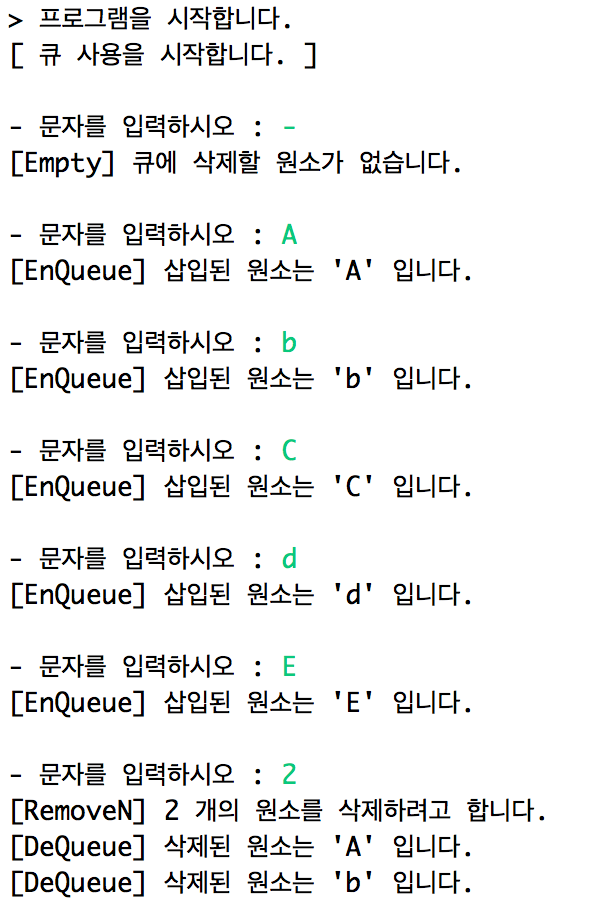 > 프로그램을 시작합니다.
[ 큐 사용을 시작합니다. ]
- 문자를 입력하시오 : -
[Empty] 큐에 삭제할 원소가 없습니다.
- 문자를 입력하시오 : A
[EnQueue] 삽입된 원소는 'A' 입니다.
- 문자를 입력하시오 : b
[EnQueue] 삽입된 원소는 'b' 입니다.
- 문자를 입력하시오 : C
[EnQueue] 삽입된 원소는 'C' 입니다.
- 문자를 입력하시오 : d
[EnQueue] 삽입된 원소는 'd' 입니다.
- 문자를 입력하시오 : E
[EnQueue] 삽입된 원소는 'E' 입니다.
- 문자를 입력하시오 : 2
[RemoveN] 2 개의 원소를 삭제하려고 합니다.
[DeQueue] 삭제된 원소는 'A' 입니다.
[DeQueue] 삭제된 원소는 'b' 입니다.